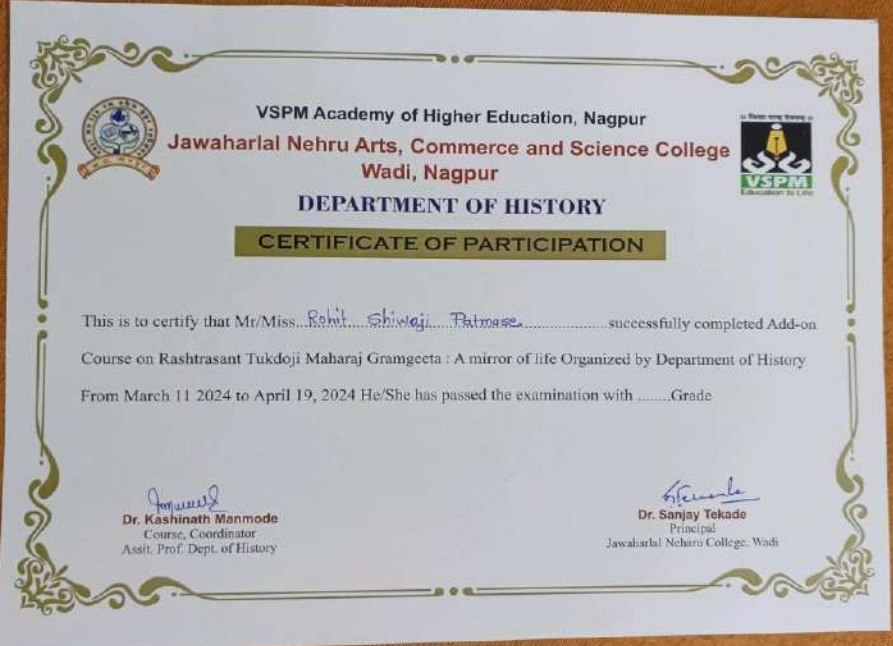 VSPM Academy of Higher Education, Nagpur
Jawaharlal Nehru Arts, Commerce and Science College
Wadi, Nagpur
VSPM
Education is Life
DEPARTMENT OF HISTORY
CERTIFICATE OF PARTICIPATION
This is to certify that Mr/Miss...Rohit Shiwaji Patmase...................successfully completed Add-on
Course on Rashtrasant Tukdoji Maharaj Gramgeeta : A mirror of life Organized by Department of History
From March 11 2024 to April 19, 2024 He/She has passed the examination with ........Grade
Dr. Kashinath Manmode
Course, Coordinator
Assit. Prof. Dept. of History
Dr. Sanjay Tekade
Principal
Jawaharlal Neharu College, Wadi